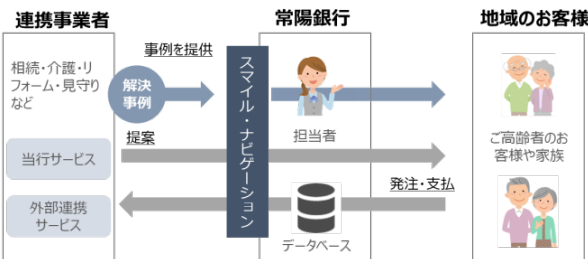 連携事業者
常陽銀行
地域のお客様
相続・介護・リ
フォーム・見守り
など
解決
事例
事例を提供
スマイル・ナビゲーション
担当者
ご高齢者のお
客様や家族
当行サービス
提案
発注・支払
外部連携
サービス
データベース